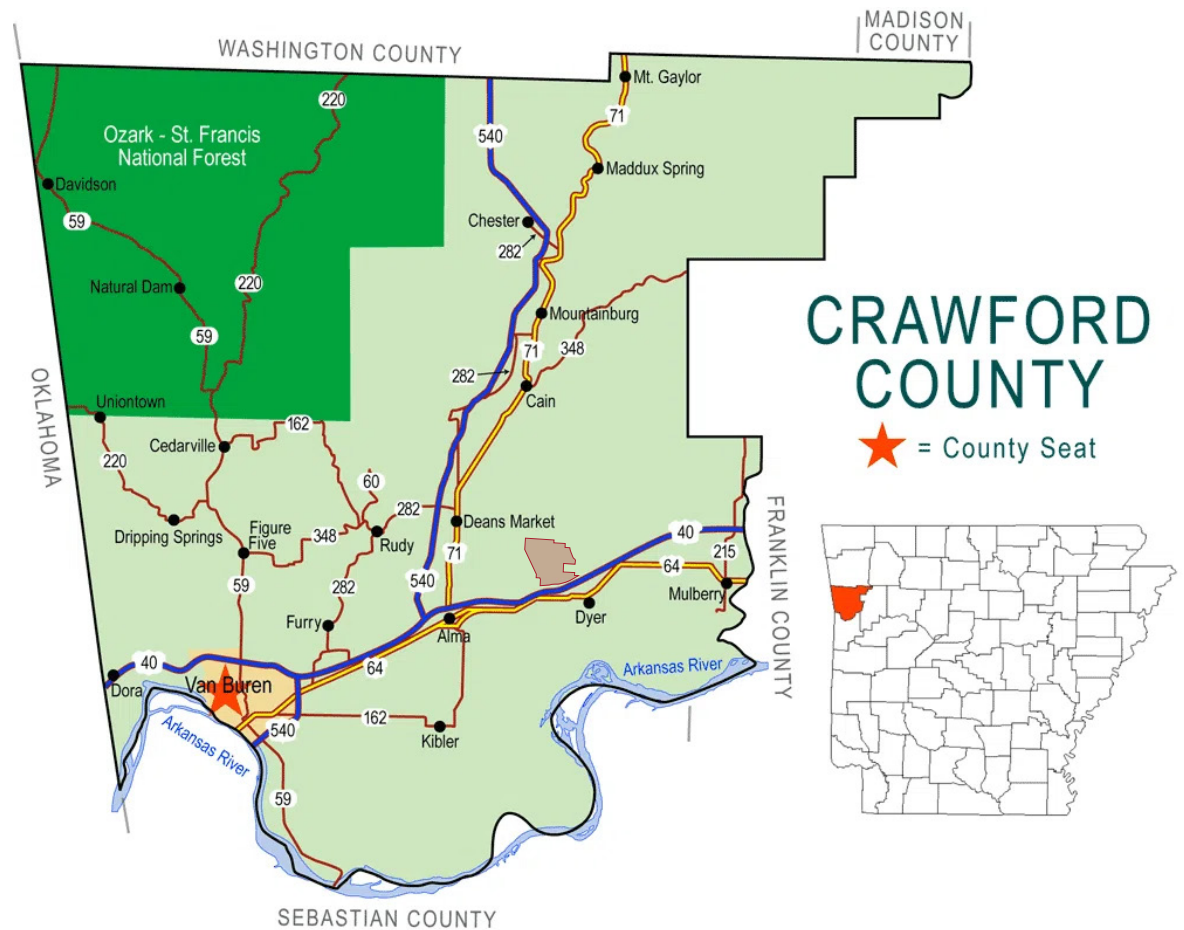 MADISON
COUNTY
WASHINGTON COUNTY
Mt. Gaylor
220
71
540
Ozark - St. Francis
National Forest
Maddux Spring
Davidson
59
Chester
282
220
Natural Dam
Mountainburg
59
71
348
282
CRAWFORD
COUNTY
= County Seat
OKLAHOMA
Uniontown
Cain
162
Cedarville
220
60
282
Dripping Springs
Figure
Five
348
Rudy
Deans Market
40
FRANKLIN COUNTY
71
215
64
59
282
540
Mulberry
Furry
Alma
Dyer
40
64
Dora
Van Buren
Arkansas River
Arkansas River
540
162
Kibler
59
SEBASTIAN COUNTY